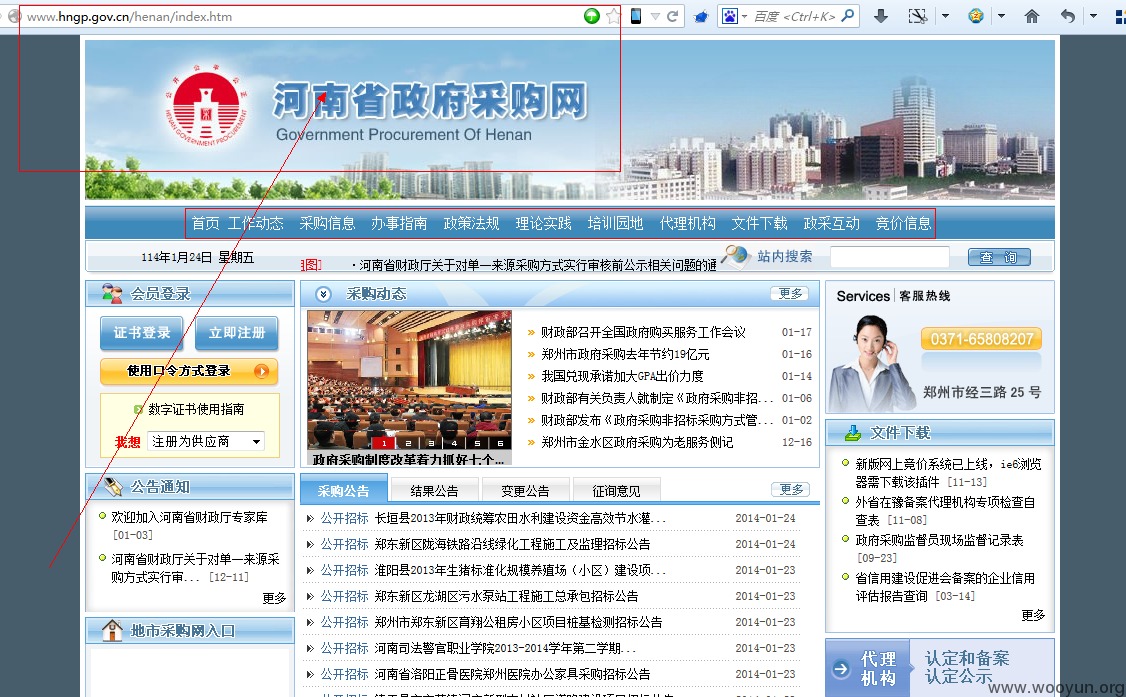 www.hngp.gov.cn/henan/index.htm
百度 <Ctrl+K>
河南省政府采购网
Government Procurement Of Henan
首页 工作动态 采购信息 办事指南 政策法规 理论实践 培训园地 代理机构 文件下载 政采互动 竞价信息
114年1月24日 星期五
图]
·河南省财政厅关于对单一来源采购方式实行审核前公示相关问题的通
站内搜索
查 询
会员登录
证书登录 立即注册
使用口令方式登录
数字证书使用指南
我想 注册为供应商
公告通知
欢迎加入河南省财政厅专家库
[01-03]
河南省财政厅关于对单一来源采
购方式实行审... [12-11]
更多
地市采购网入口
采购动态 更多
1 2 3 4 5 6
政府采购制度改革着力抓好七个...
财政部召开全国政府购买服务工作会议 01-17
郑州市政府采购去年节约19亿元 01-16
我国兑现承诺加大GPA出价力度 01-14
财政部有关负责人就制定《政府采购非招... 01-06
财政部发布《政府采购非招标采购方式管... 01-02
郑州市金水区政府采购为老服务侧记 12-16
采购公告 结果公告 变更公告 征询意见 更多
公开招标 长垣县2013年财政统筹农田水利建设资金高效节水灌... 2014-01-24
公开招标 郑东新区陇海铁路沿线绿化工程施工及监理招标公告 2014-01-24
公开招标 淮阳县2013年生猪标准化规模养殖场（小区）建设项... 2014-01-23
公开招标 郑东新区龙湖区污水泵站工程施工总承包招标公告 2014-01-23
公开招标 郑州市郑东新区育翔公租房小区项目桩基检测招标公告 2014-01-23
公开招标 河南司法警官职业学院2013-2014学年第二学期... 2014-01-23
公开招标 河南省洛阳正骨医院郑州医院办公家具采购招标公告 2014-01-23
Services 客服热线
0371-65808207
郑州市经三路 25 号
文件下载
新版网上竞价系统已上线，ie6浏览
器需下载该插件 [11-13]
外省在豫备案代理机构专项检查自
查表 [11-08]
政府采购监督员现场监督记录表
[09-23]
省信用建设促进会备案的企业信用
评估报告查询 [03-14]
更多
代理
机构
认定和备案
认定公示
www.wooyun.org